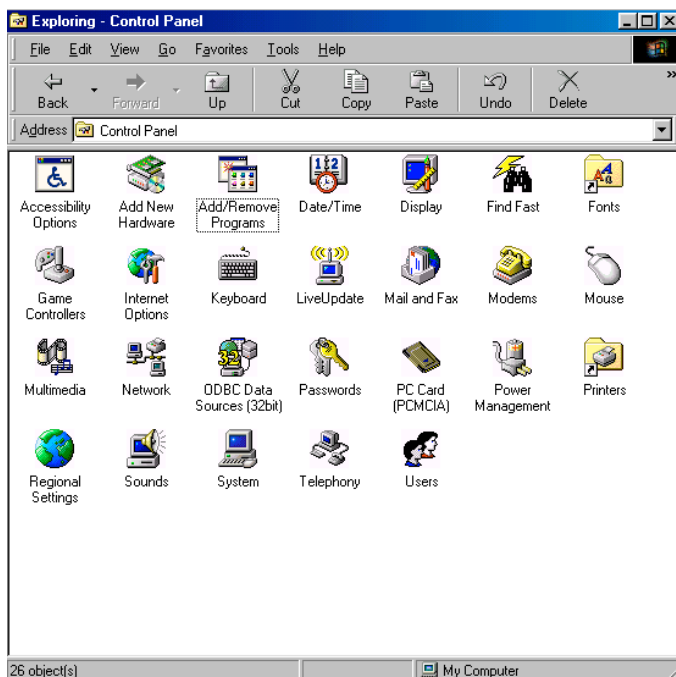 Exploring - Control Panel
File Edit View Go Favorites Tools Help
Back Forward Up Cut Copy Paste Undo Delete »
Address Control Panel
Accessibility Options
Add New Hardware
Add/Remove Programs
Date/Time
Display
Find Fast
Fonts
Game Controllers
Internet Options
Keyboard
LiveUpdate
Mail and Fax
Modems
Mouse
Multimedia
Network
ODBC Data Sources (32bit)
Passwords
PC Card (PCMCIA)
Power Management
Printers
Regional Settings
Sounds
System
Telephony
Users
26 object(s) My Computer